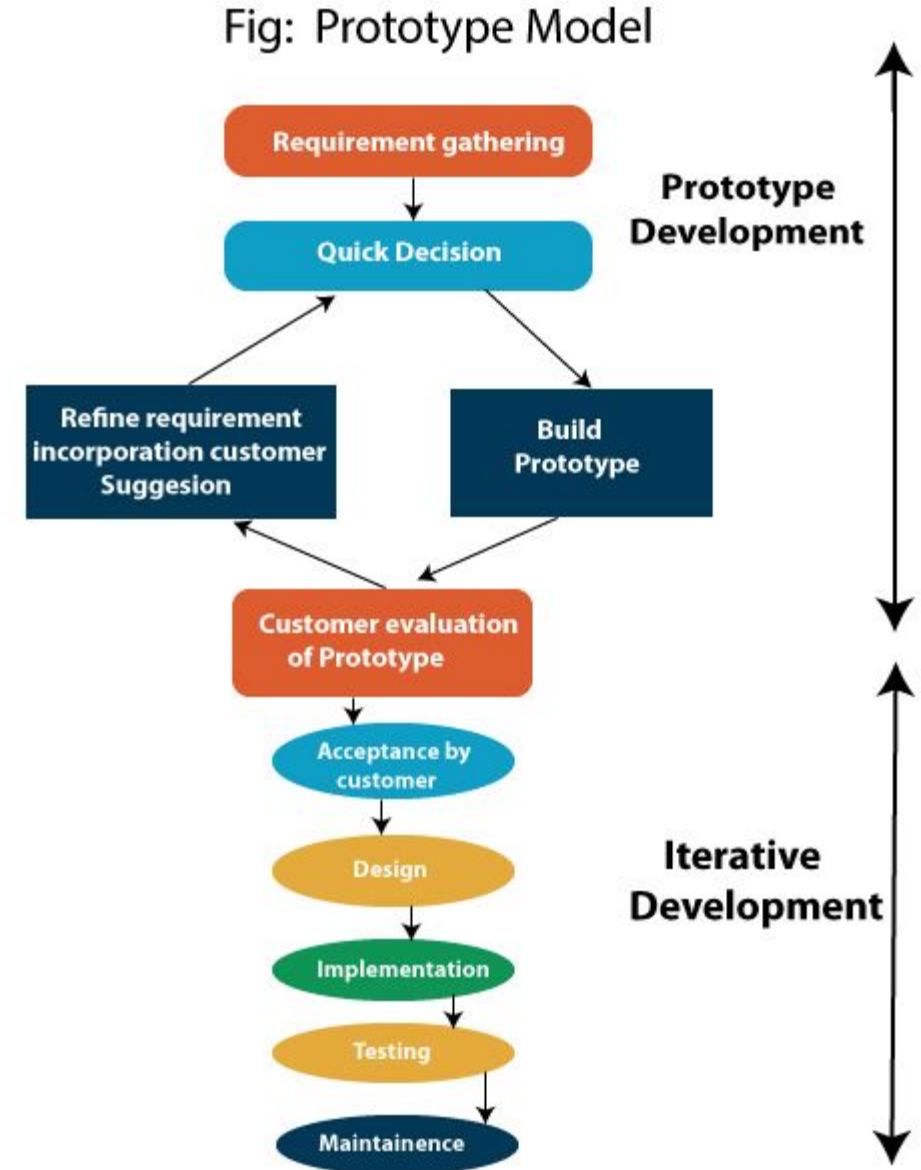 Fig: Prototype Model
Requirement gathering
Prototype
Development
Quick Decision
Refine requirement
incorporation customer
Suggesion
Build
Prototype
Customer evaluation
of Prototype
Acceptance by
customer
Design
Iterative
Development
Implementation
Testing
Maintainence